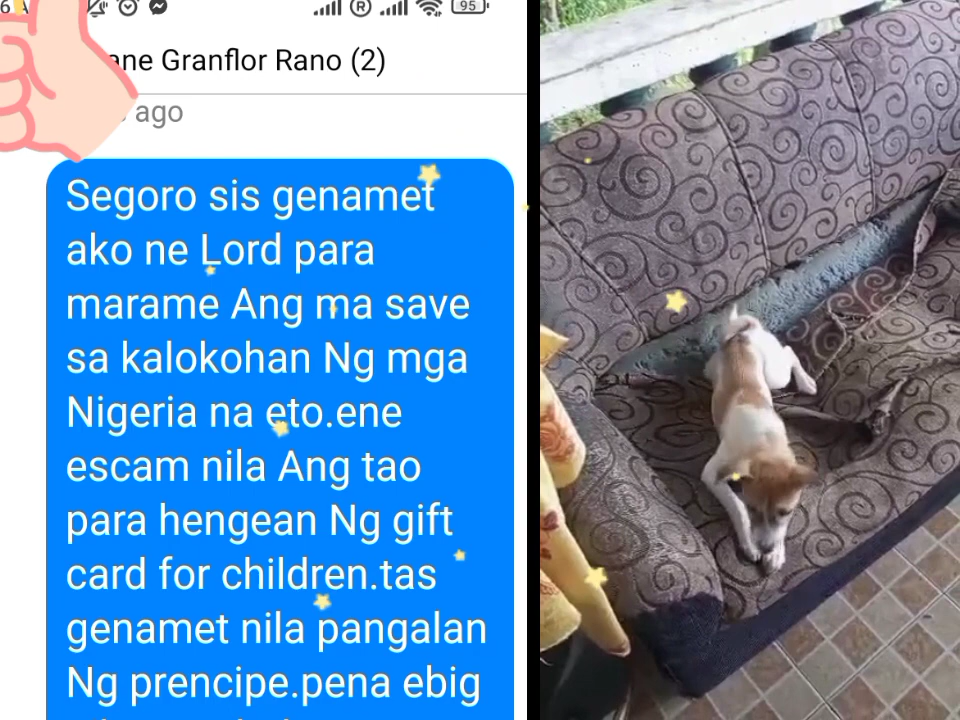 ane Granflor Rano (2)
ago
Segoro sis genamet
ako ne Lord para
marame Ang ma save
sa kalokohan Ng mga
Nigeria na eto.ene
escam nila Ang tao
para hengean Ng gift
card for children.tas
genamet nila pangalan
Ng prencipe.pena ebig